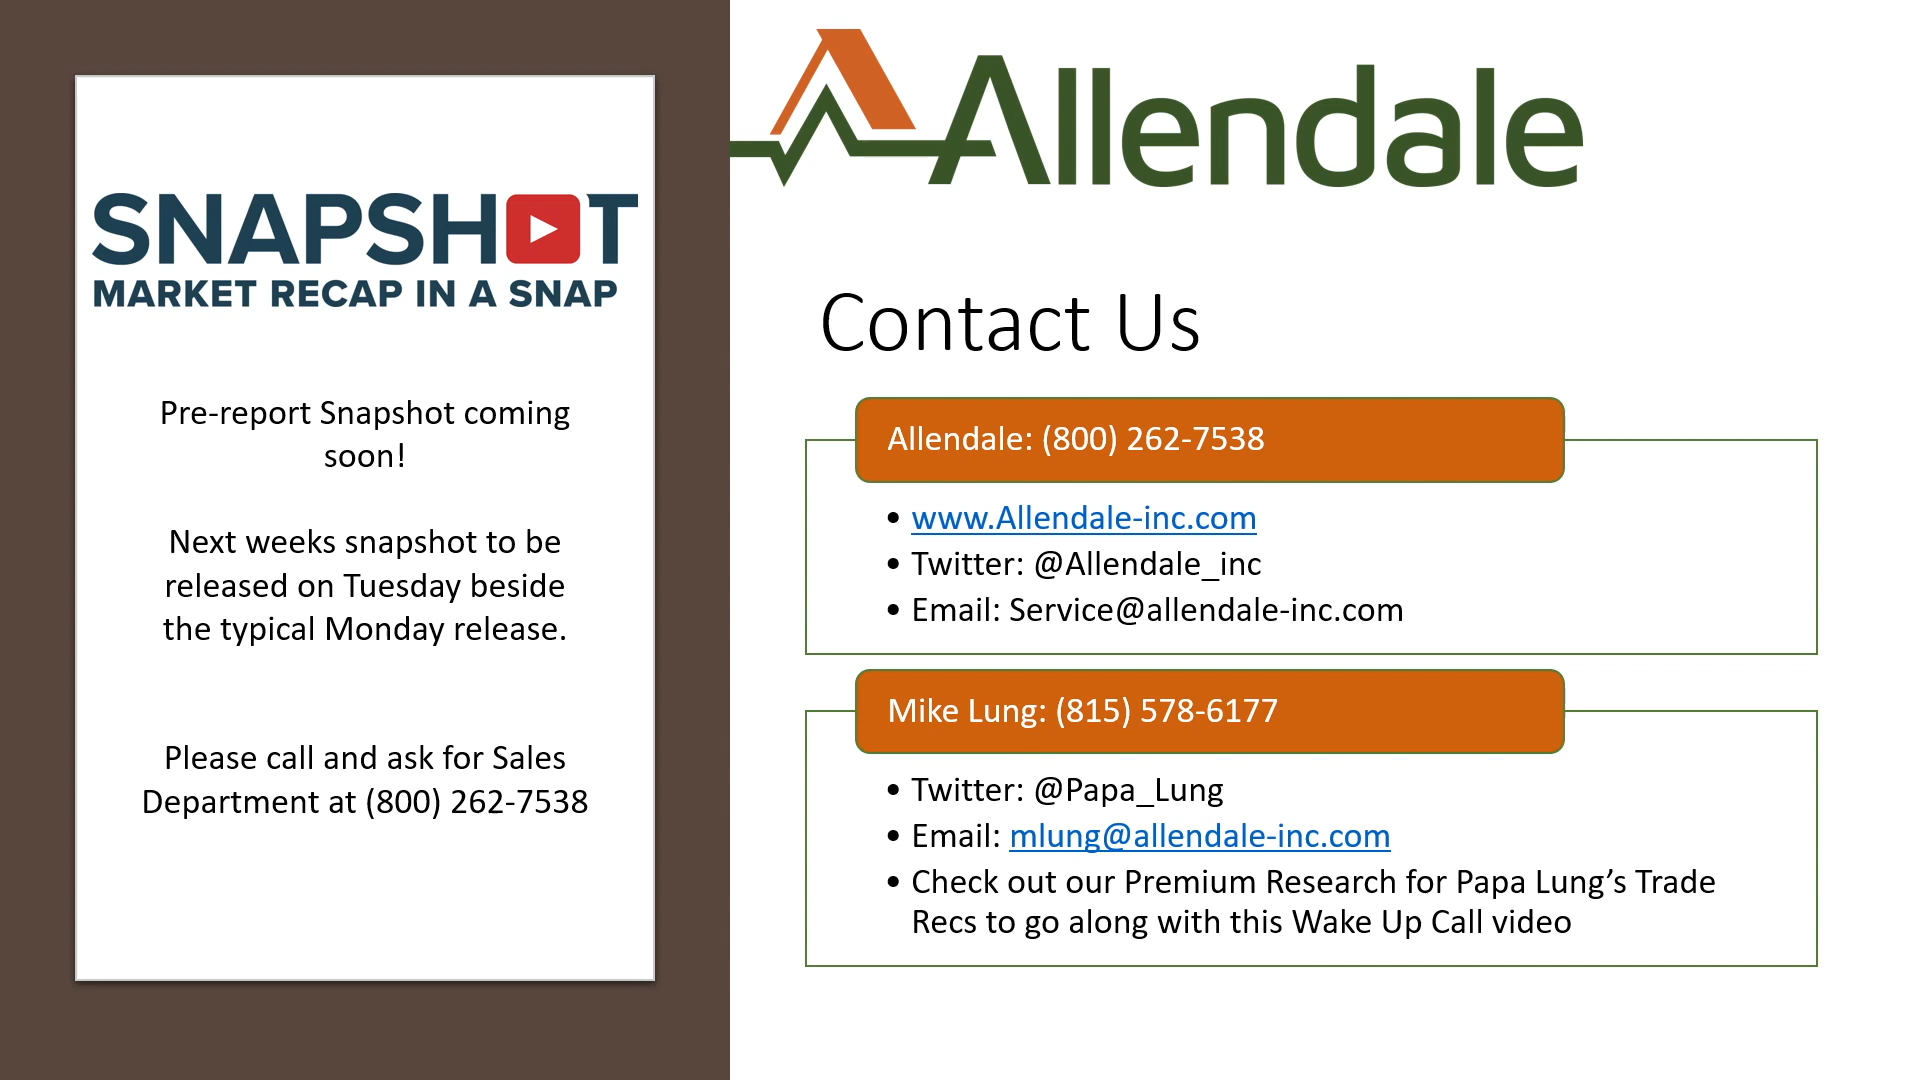 SNAPSHOT
MARKET RECAP IN A SNAP
Pre-report Snapshot coming
soon!
Next weeks snapshot to be
released on Tuesday beside
the typical Monday release.
Please call and ask for Sales
Department at (800) 262-7538
Allendale
Contact Us
Allendale: (800) 262-7538
• www.Allendale-inc.com
• Twitter: @Allendale_inc
• Email: Service@allendale-inc.com
Mike Lung: (815) 578-6177
• Twitter: @Papa_Lung
• Email: mlung@allendale-inc.com
• Check out our Premium Research for Papa Lung’s Trade
Recs to go along with this Wake Up Call video